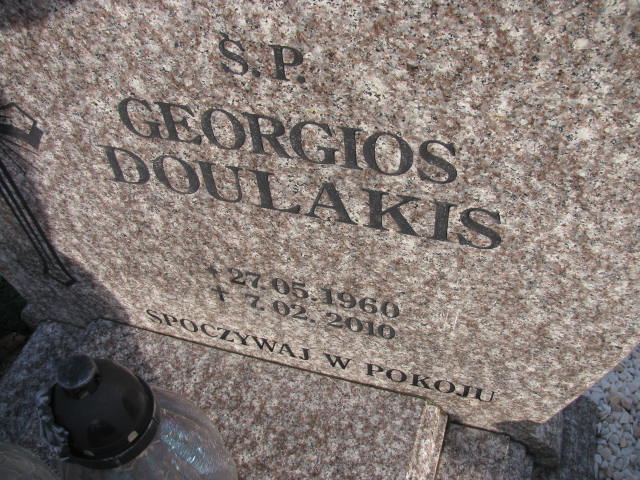 Ś.P.
GEORGIOS
DOULAKIS
* 27.05.1960
+ 7.02.2010
SPOCZYWAJ W POKOJU